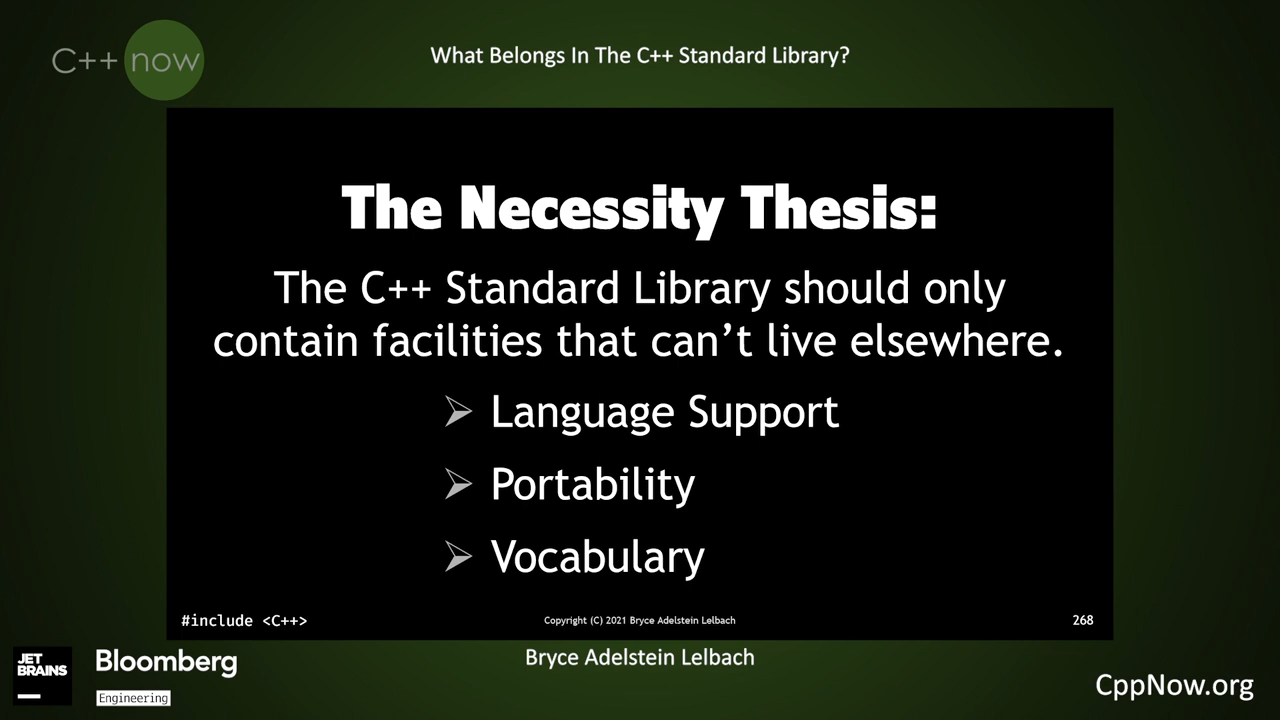 C++ now
What Belongs In The C++ Standard Library?
The Necessity Thesis:
The C++ Standard Library should only
contain facilities that can’t live elsewhere.
Language Support
Portability
Vocabulary
#include <C++>
Copyright (C) 2021 Bryce Adelstein Lelbach
268
JET
BRAINS
Bloomberg
Engineering
Bryce Adelstein Lelbach
CppNow.org